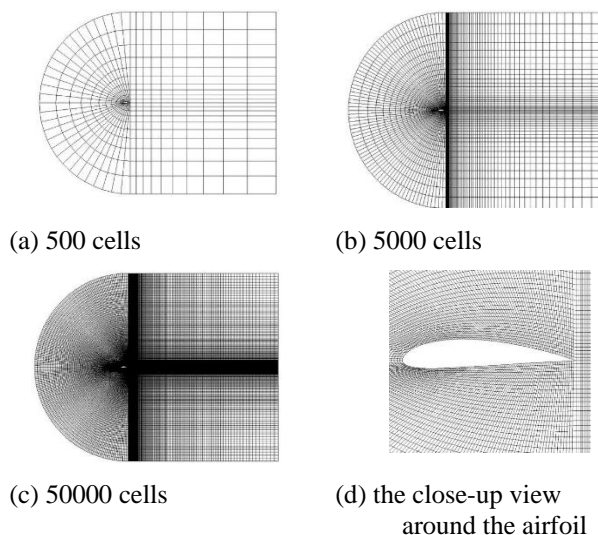 (a) 500 cells
(b) 5000 cells
(c) 50000 cells
(d) the close-up view
around the airfoil